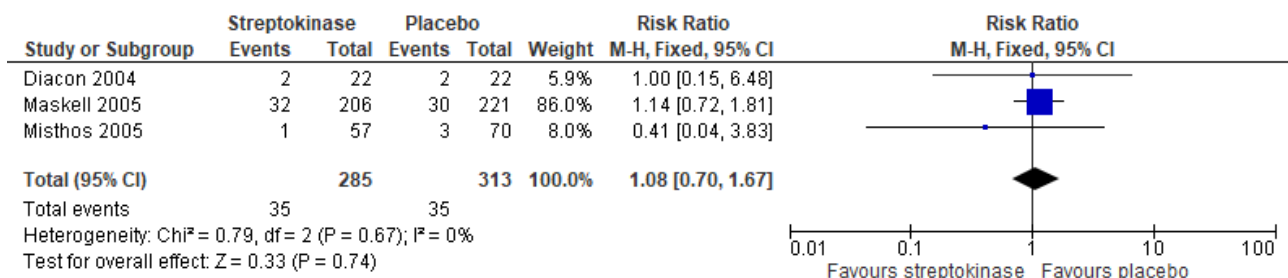 Streptokinase Placebo Risk Ratio Risk Ratio
Study or Subgroup Events Total Events Total Weight M-H, Fixed, 95% CI M-H, Fixed, 95% CI
Diacon 2004 2 22 2 22 5.9% 1.00 [0.15, 6.48]
Maskell 2005 32 206 30 221 86.0% 1.14 [0.72, 1.81]
Misthos 2005 1 57 3 70 8.0% 0.41 [0.04, 3.83]
Total (95% CI) 285 313 100.0% 1.08 [0.70, 1.67]
Total events 35 35
Heterogeneity: Chi² = 0.79, df = 2 (P = 0.67); I² = 0%
Test for overall effect: Z = 0.33 (P = 0.74)
0.01 0.1 1 10 100
Favours streptokinase Favours placebo